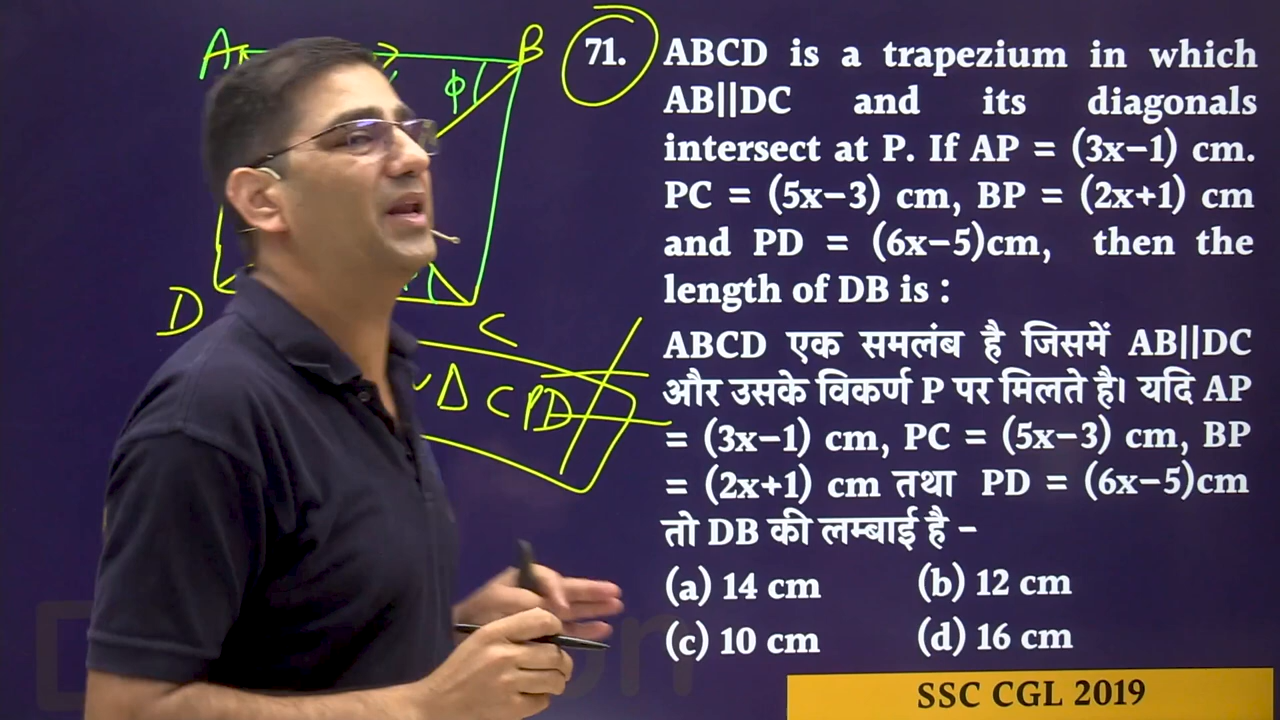 A B
φ
D C
Δ CPD
71. ABCD is a trapezium in which
AB||DC and its diagonals
intersect at P. If AP = (3x−1) cm.
PC = (5x−3) cm, BP = (2x+1) cm
and PD = (6x−5)cm, then the
length of DB is :
ABCD एक समलंब है जिसमें AB||DC
और उसके विकर्ण P पर मिलते है। यदि AP
= (3x−1) cm, PC = (5x−3) cm, BP
= (2x+1) cm तथा PD = (6x−5)cm
तो DB की लम्बाई है –
(a) 14 cm (b) 12 cm
(c) 10 cm (d) 16 cm
SSC CGL 2019